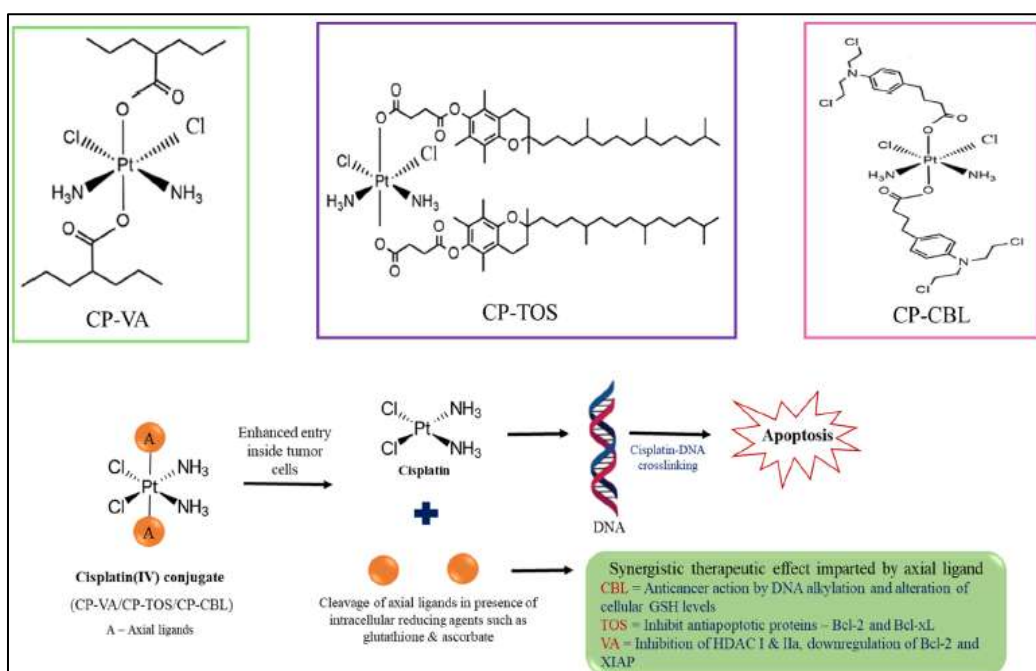 O
O
Cl
Cl
Pt
H3N
NH3
O
O
CP-VA
O
O
O
O
O
Cl
Cl
Pt
H3N
NH3
O
O
O
O
O
CP-TOS
Cl
N
Cl
O
O
Cl
Cl
Pt
H3N
NH3
O
O
N
Cl
Cl
CP-CBL
A
Cl
NH3
Pt
Cl
NH3
A
Cisplatin(IV) conjugate
(CP-VA/CP-TOS/CP-CBL)
A – Axial ligands
Enhanced entry
inside tumor
cells
Cl
NH3
Pt
Cl
NH3
Cisplatin
Cleavage of axial ligands in presence of
intracellular reducing agents such as
glutathione & ascorbate
DNA
Cisplatin-DNA
crosslinking
Apoptosis
Synergistic therapeutic effect imparted by axial ligand
CBL = Anticancer action by DNA alkylation and alteration of
cellular GSH levels
TOS = Inhibit antiapoptotic proteins – Bcl-2 and Bcl-xL
VA = Inhibition of HDAC I & IIa, downregulation of Bcl-2 and
XIAP